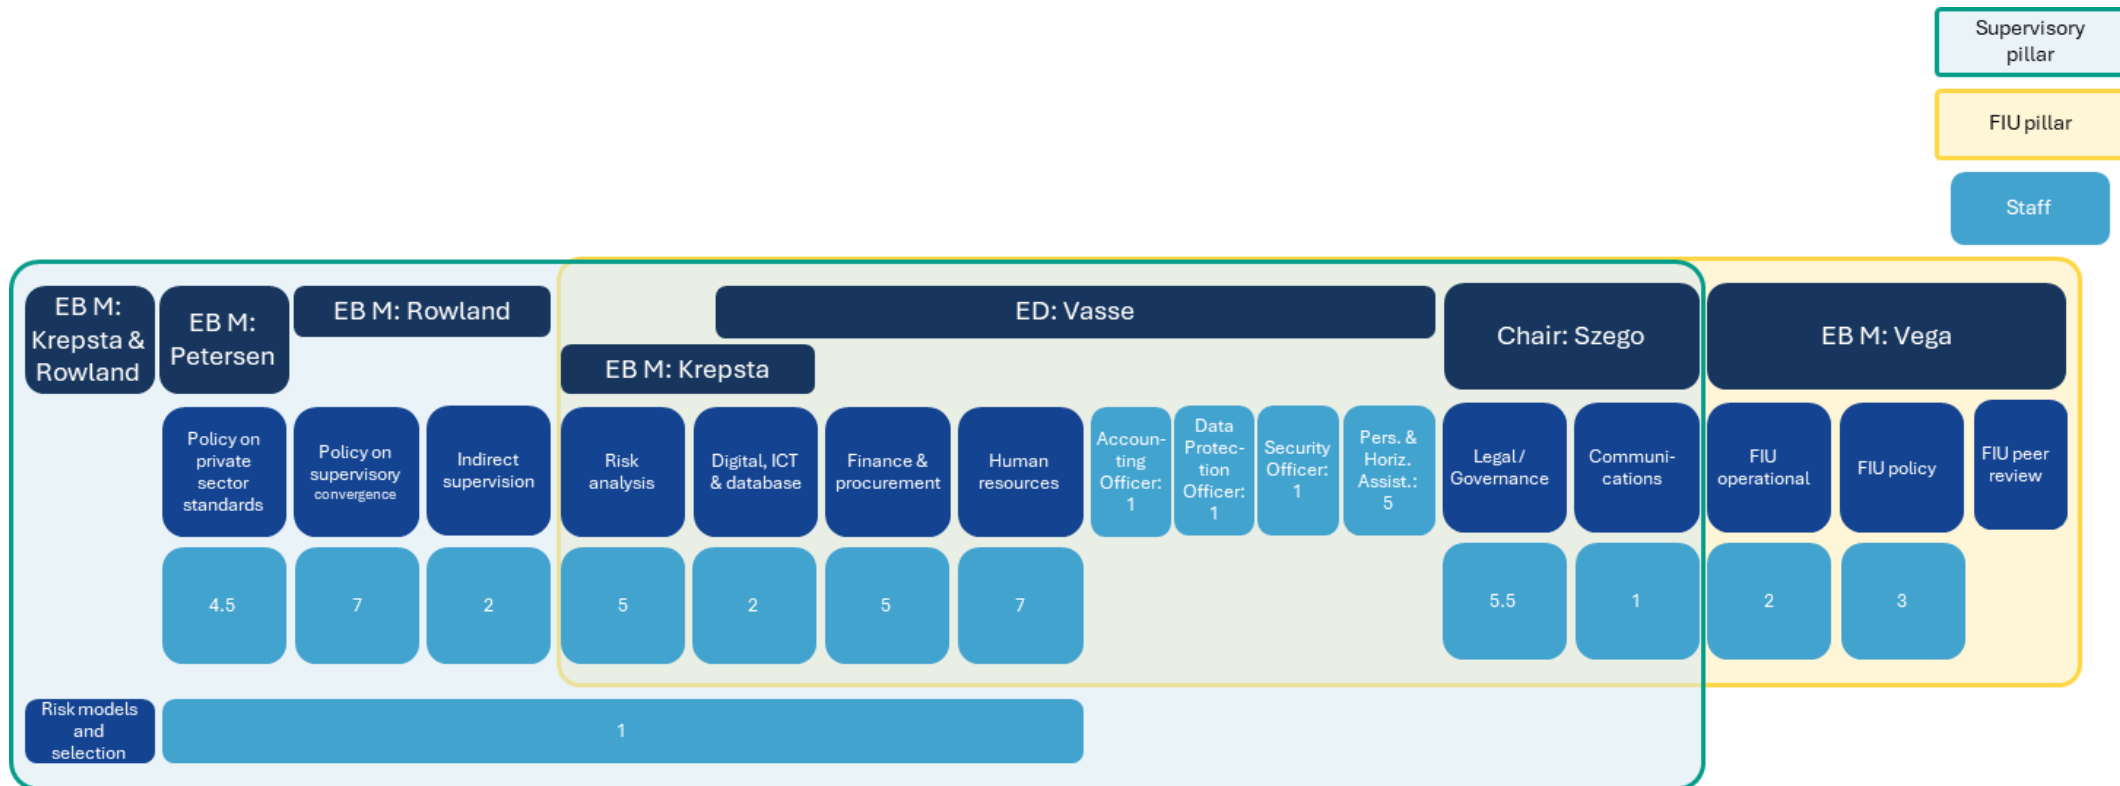 Supervisory
pillar
FIU pillar
Staff
EB M:
Krepsta &
Rowland
EB M:
Petersen
EB M: Rowland
ED: Vasse
EB M: Krepsta
Chair: Szego
EB M: Vega
Policy on
private
sector
standards
Policy on
supervisory
convergence
Indirect
supervision
Risk
analysis
Digital, ICT
& database
Finance &
procurement
Human
resources
Accoun-
ting
Officer:
1
Data
Protec-
tion
Officer:
1
Security
Officer:
1
Pers. &
Horiz.
Assist.:
5
Legal /
Governance
Communi-
cations
FIU
operational
FIU policy
FIU peer
review
4.5
7
2
5
2
5
7
5.5
1
2
3
Risk models
and
selection
1